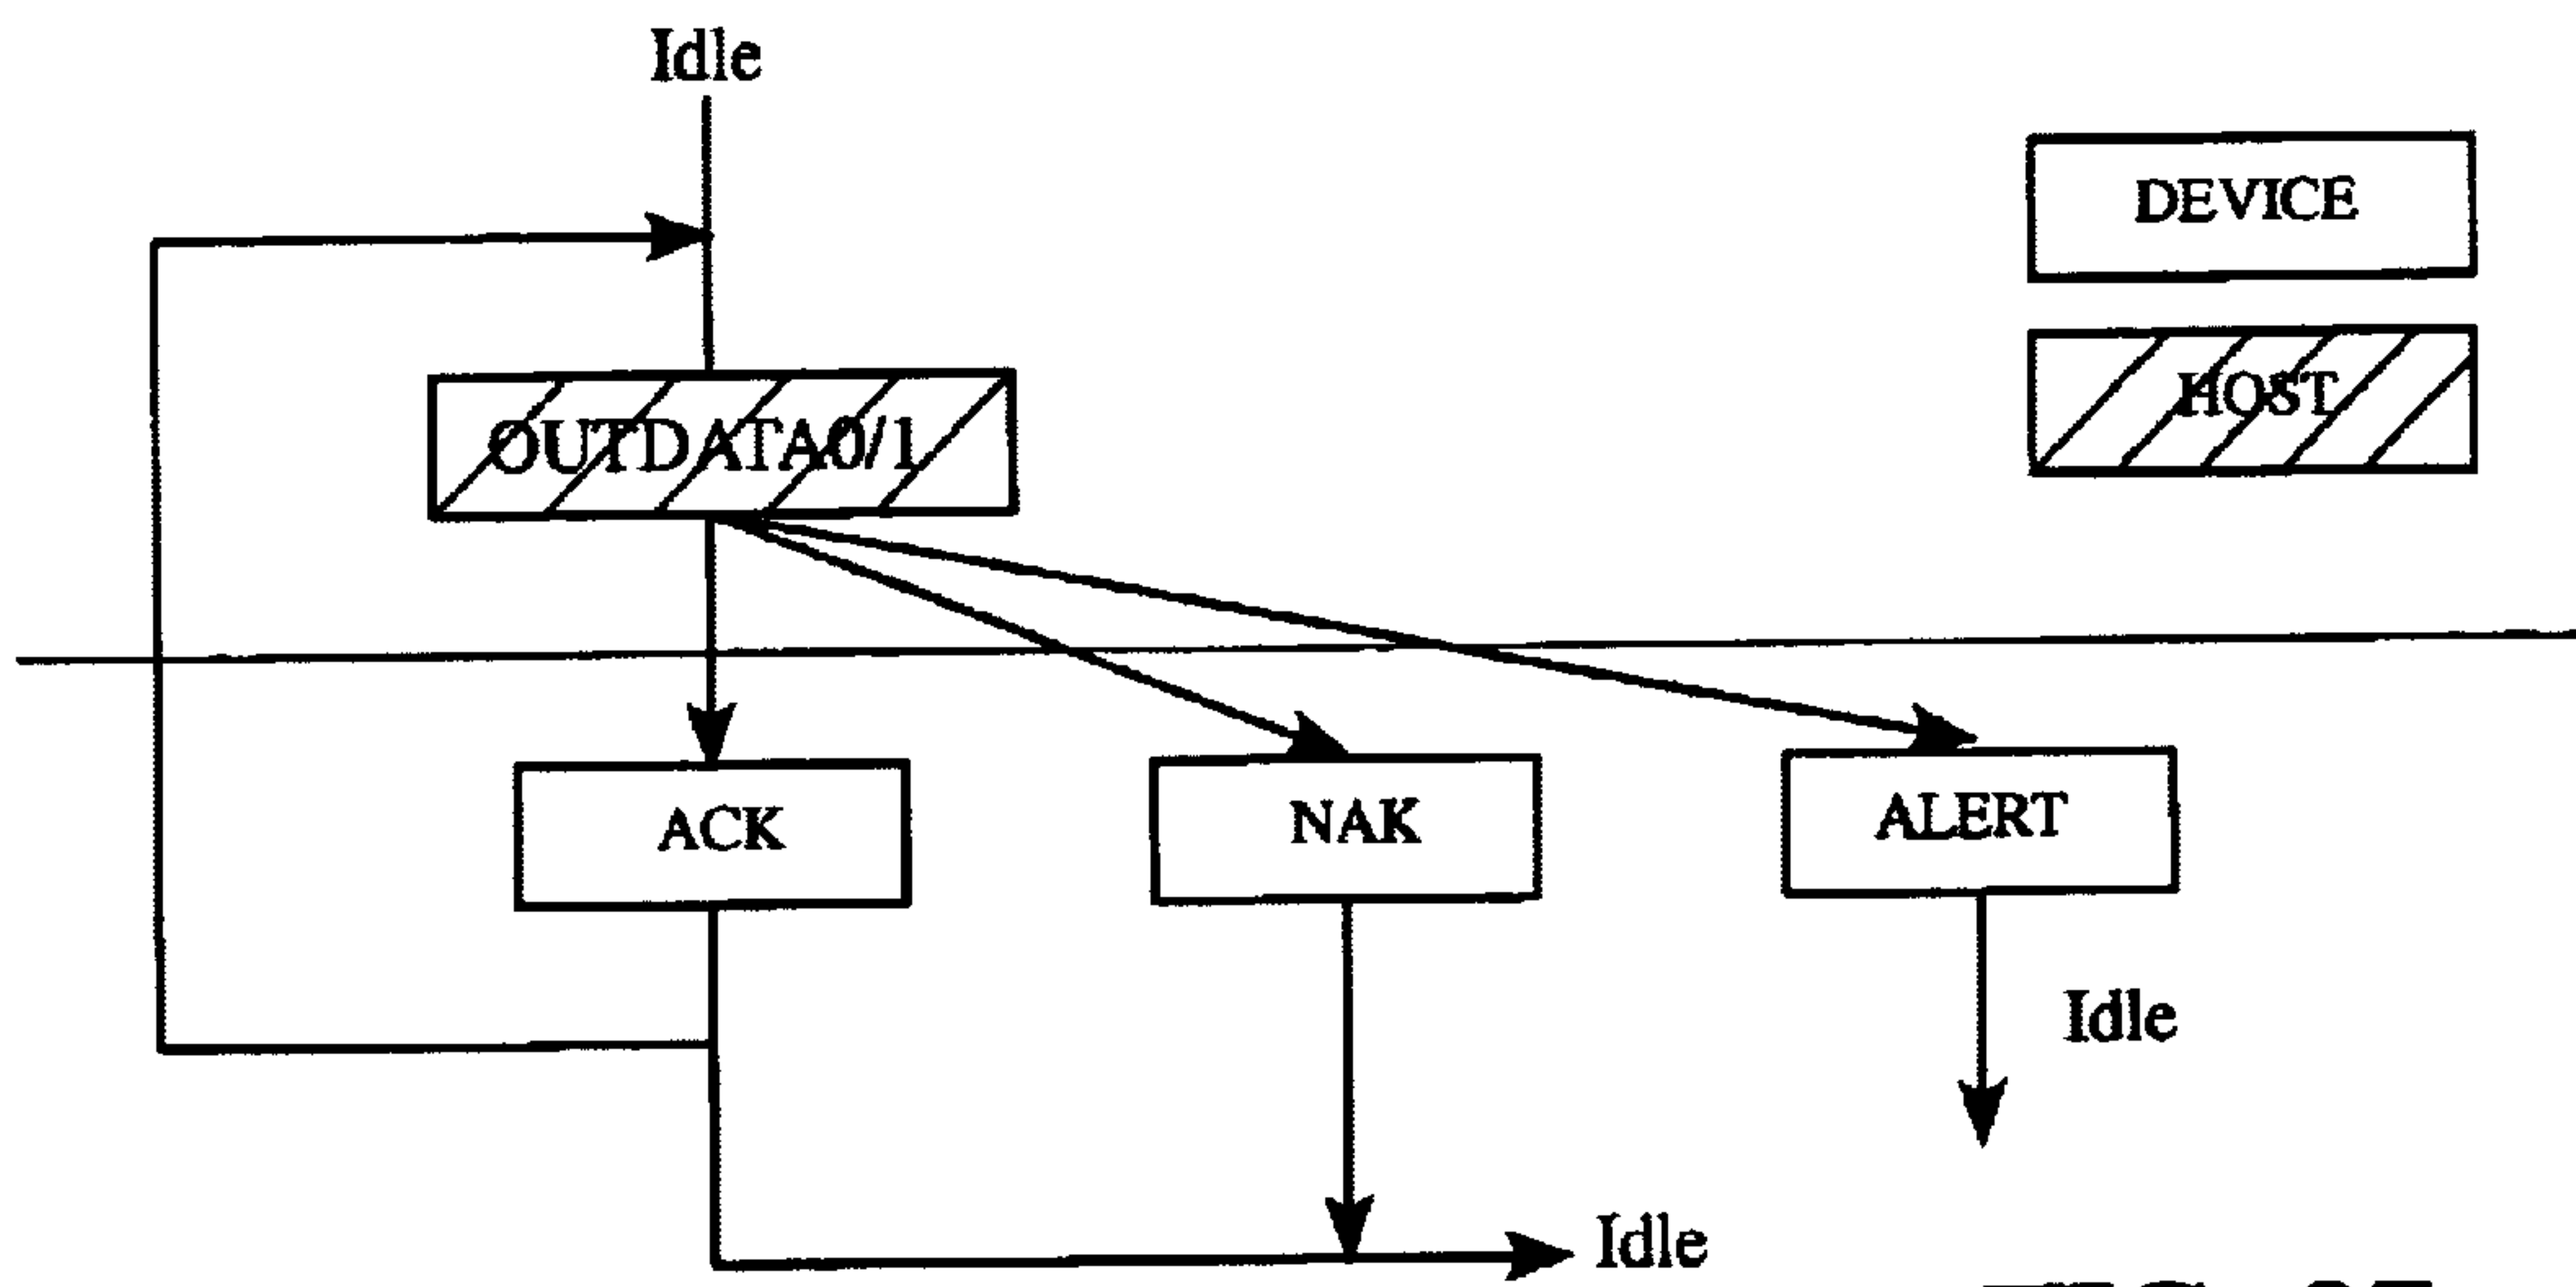 Idle
DEVICE
HOST
OUTDATA0/1
ACK
NAK
ALERT
Idle
Idle